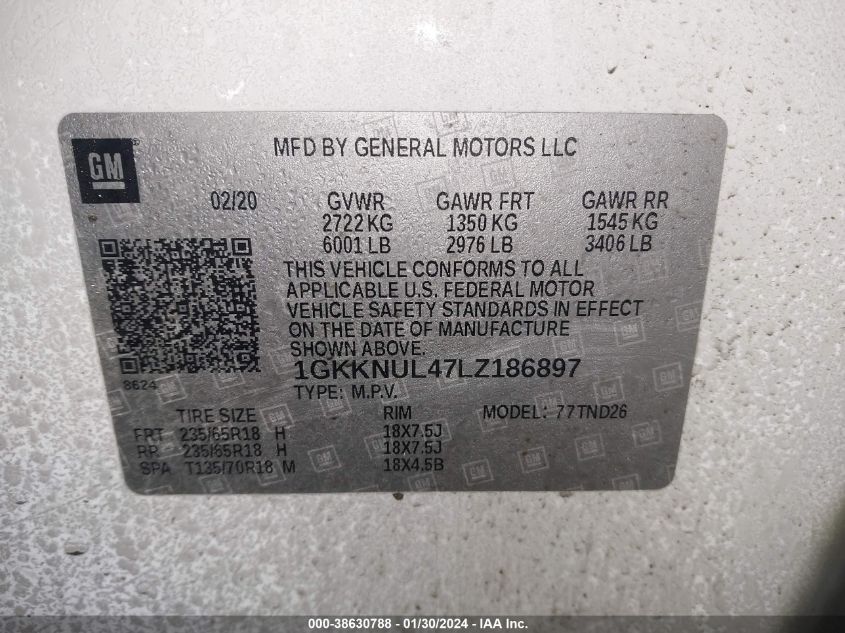 GM
MFD BY GENERAL MOTORS LLC
02/20 GVWR GAWR FRT GAWR RR
2722 KG 1350 KG 1545 KG
6001 LB 2976 LB 3406 LB
THIS VEHICLE CONFORMS TO ALL
APPLICABLE U.S. FEDERAL MOTOR
VEHICLE SAFETY STANDARDS IN EFFECT
ON THE DATE OF MANUFACTURE
SHOWN ABOVE.
8624
1GKKNUL47LZ186897
TYPE: M.P.V.
TIRE SIZE RIM MODEL: 77TND26
FRT 235/65R18 H 18X7.5J
RR 235/65R18 H 18X7.5J
SPA T135/70R18 M 18X4.5B
000-38630788 - 01/30/2024 - IAA Inc.